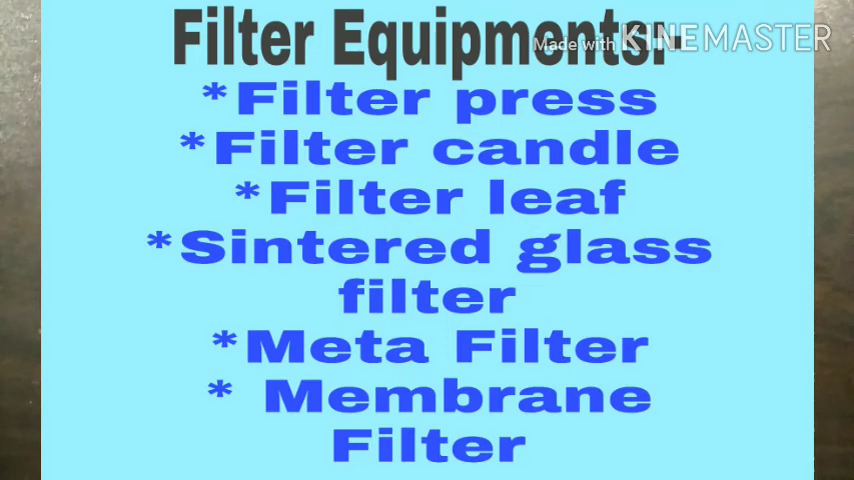 Filter Equipments:-
Made with KINEMASTER
*Filter press
*Filter candle
*Filter leaf
*Sintered glass
filter
*Meta Filter
* Membrane
Filter